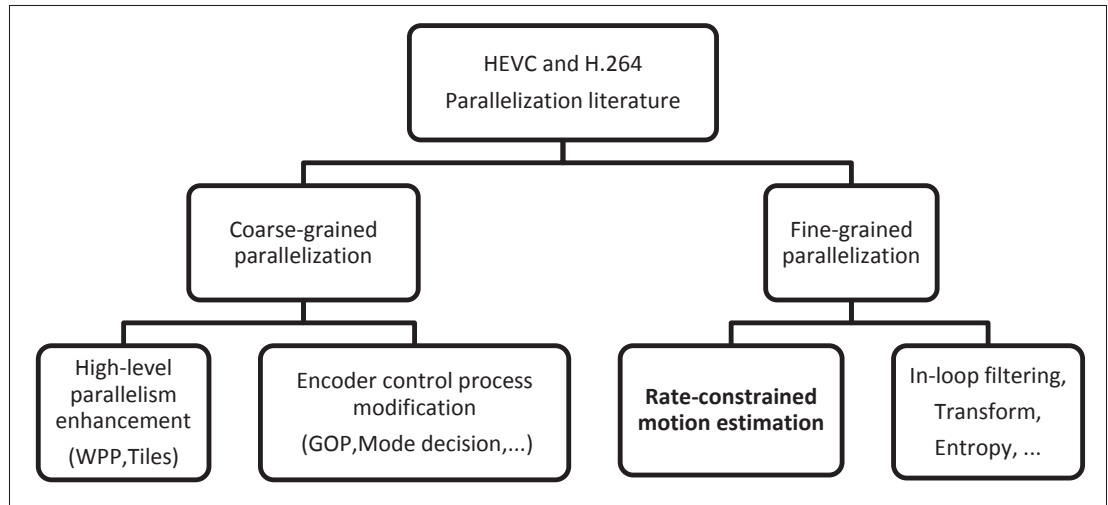 HEVC and H.264
Parallelization literature
Coarse-grained
parallelization
Fine-grained
parallelization
High-level
parallelism
enhancement
(WPP,Tiles)
Encoder control process
modification
(GOP,Mode decision,...)
Rate-constrained
motion estimation
In-loop filtering,
Transform,
Entropy, ...